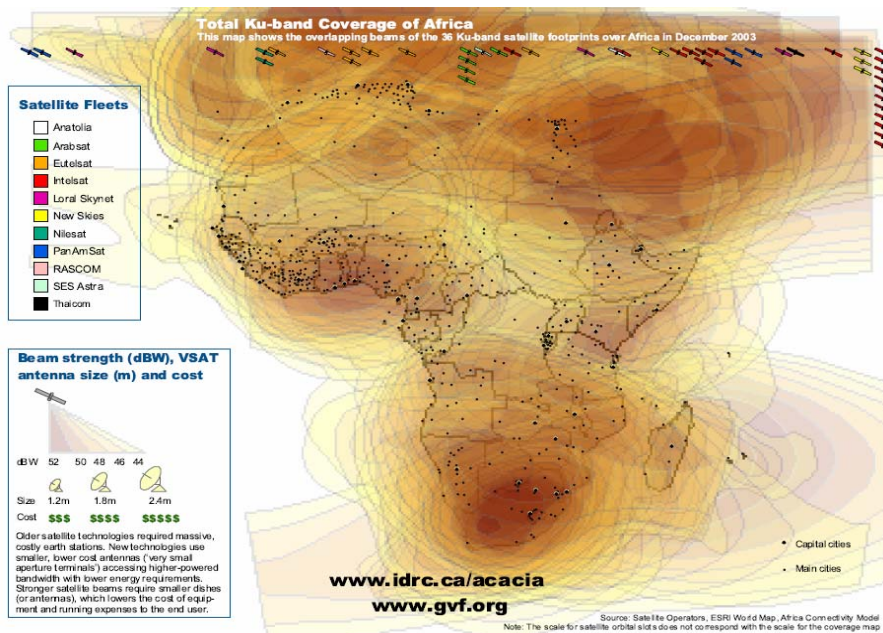 Total Ku-band Coverage of Africa
This map shows the overlapping beams of the 36 Ku-band satellite footprints over Africa in December 2003
Satellite Fleets
Anatolia
Arabsat
Eutelsat
Intelsat
Loral Skynet
New Skies
Nilesat
PanAmSat
RASCOM
SES Astra
Thaicom
Beam strength (dBW), VSAT
antenna size (m) and cost
dBW 52 50 48 46 44
Size 1.2m 1.8m 2.4m
Cost $$$ $$$$ $$$$$
Older satellite technologies required massive,
costly earth stations. New technologies use
smaller, lower cost antennas ('very small
aperture terminals') accessing higher-powered
bandwidth with lower energy requirements.
Stronger satellite beams require smaller dishes
(or antennas), which lowers the cost of equip-
ment and running expenses to the end user.
Capital cities
Main cities
www.idrc.ca/acacia
www.gvf.org
Source: Satellite Operators, ESRI World Map, Africa Connectivity Model
Note: The scale for satellite orbital slots does not correspond with the scale for the coverage map